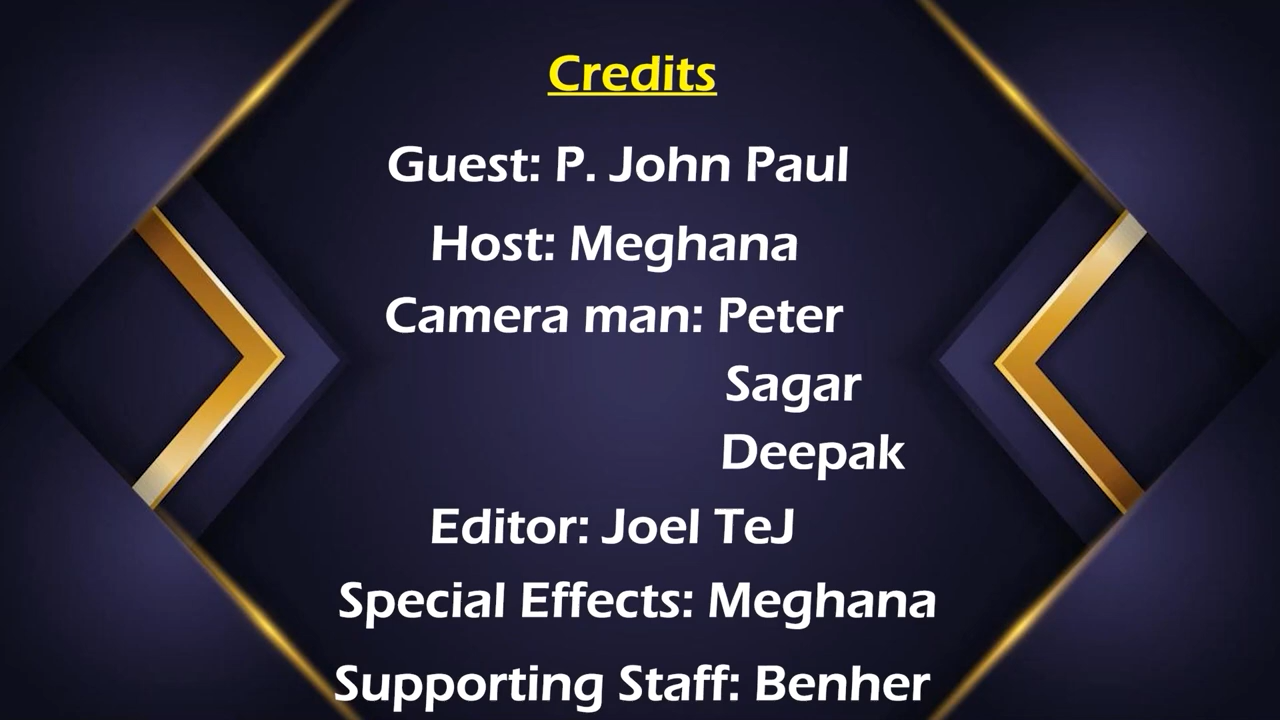 Credits
Guest: P. John Paul
Host: Meghana
Camera man: Peter
Sagar
Deepak
Editor: Joel TeJ
Special Effects: Meghana
Supporting Staff: Benher